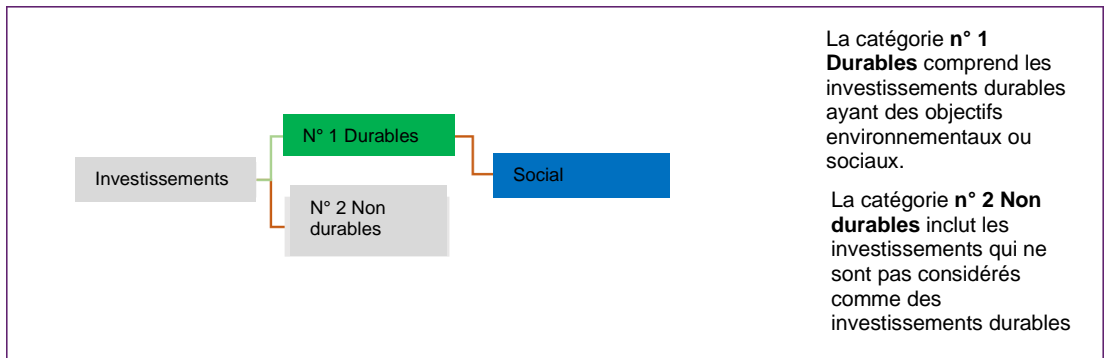 Investissements
N° 1 Durables
N° 2 Non
durables
Social
La catégorie n° 1
Durables comprend les
investissements durables
ayant des objectifs
environnementaux ou
sociaux.
La catégorie n° 2 Non
durables inclut les
investissements qui ne
sont pas considérés
comme des
investissements durables